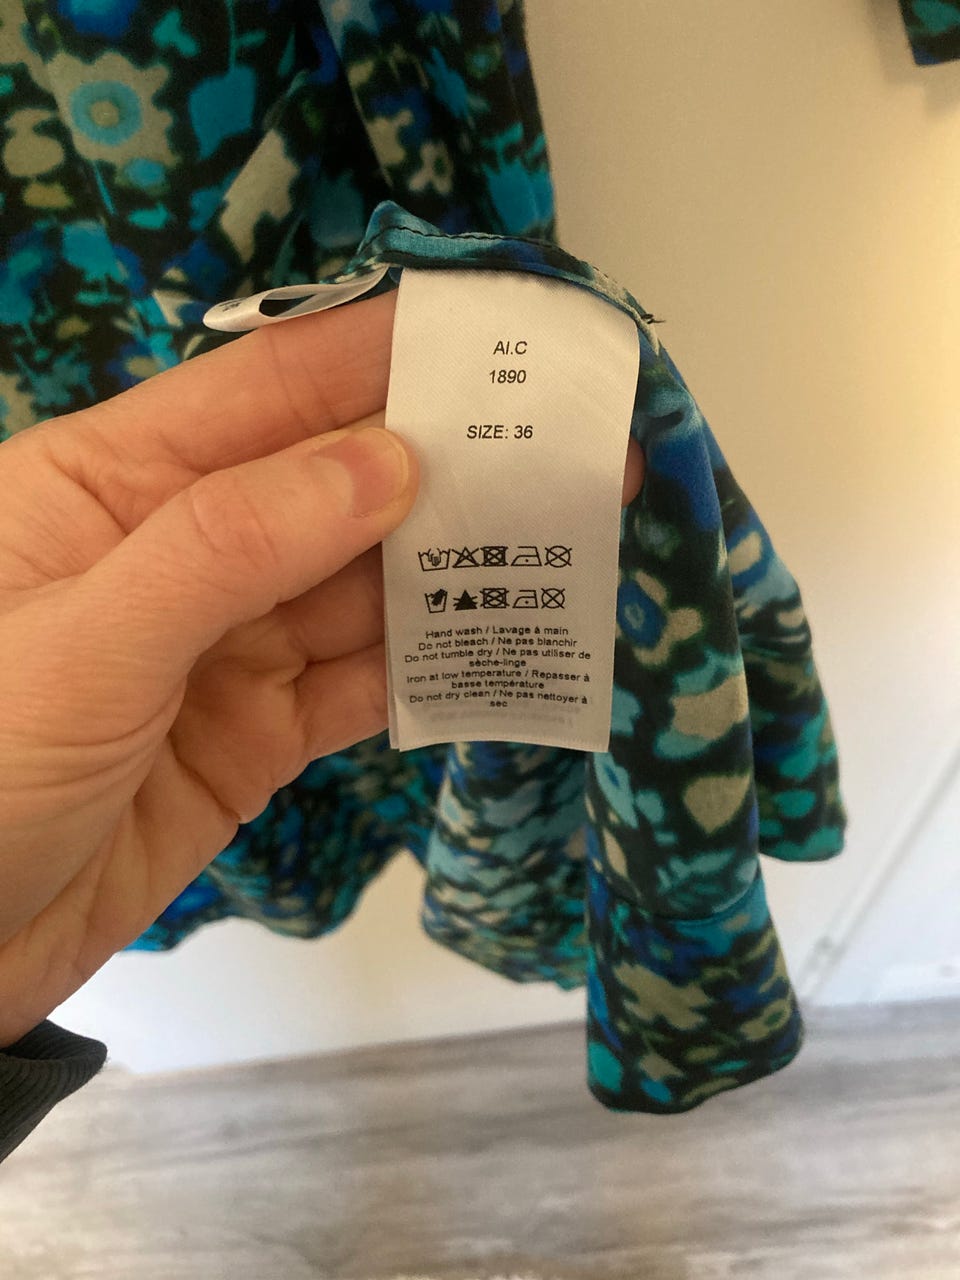 AI.C
1890
SIZE: 36
Hand wash / Lavage à main
Do not bleach / Ne pas blanchir
Do not tumble dry / Ne pas utiliser de
sèche-linge
Iron at low temperature / Repasser à
basse température
Do not dry clean / Ne pas nettoyer à
sec